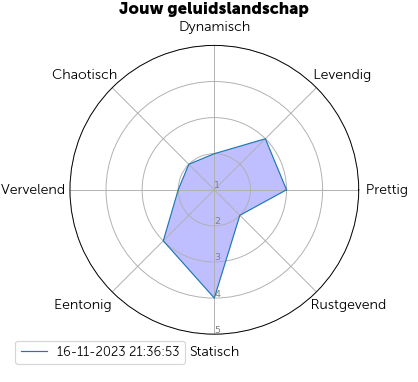 Jouw geluidslandschap
Dynamisch
Chaotisch
Levendig
Vervelend
1
Prettig
2
3
4
Eentonig
Rustgevend
5
16-11-2023 21:36:53
Statisch